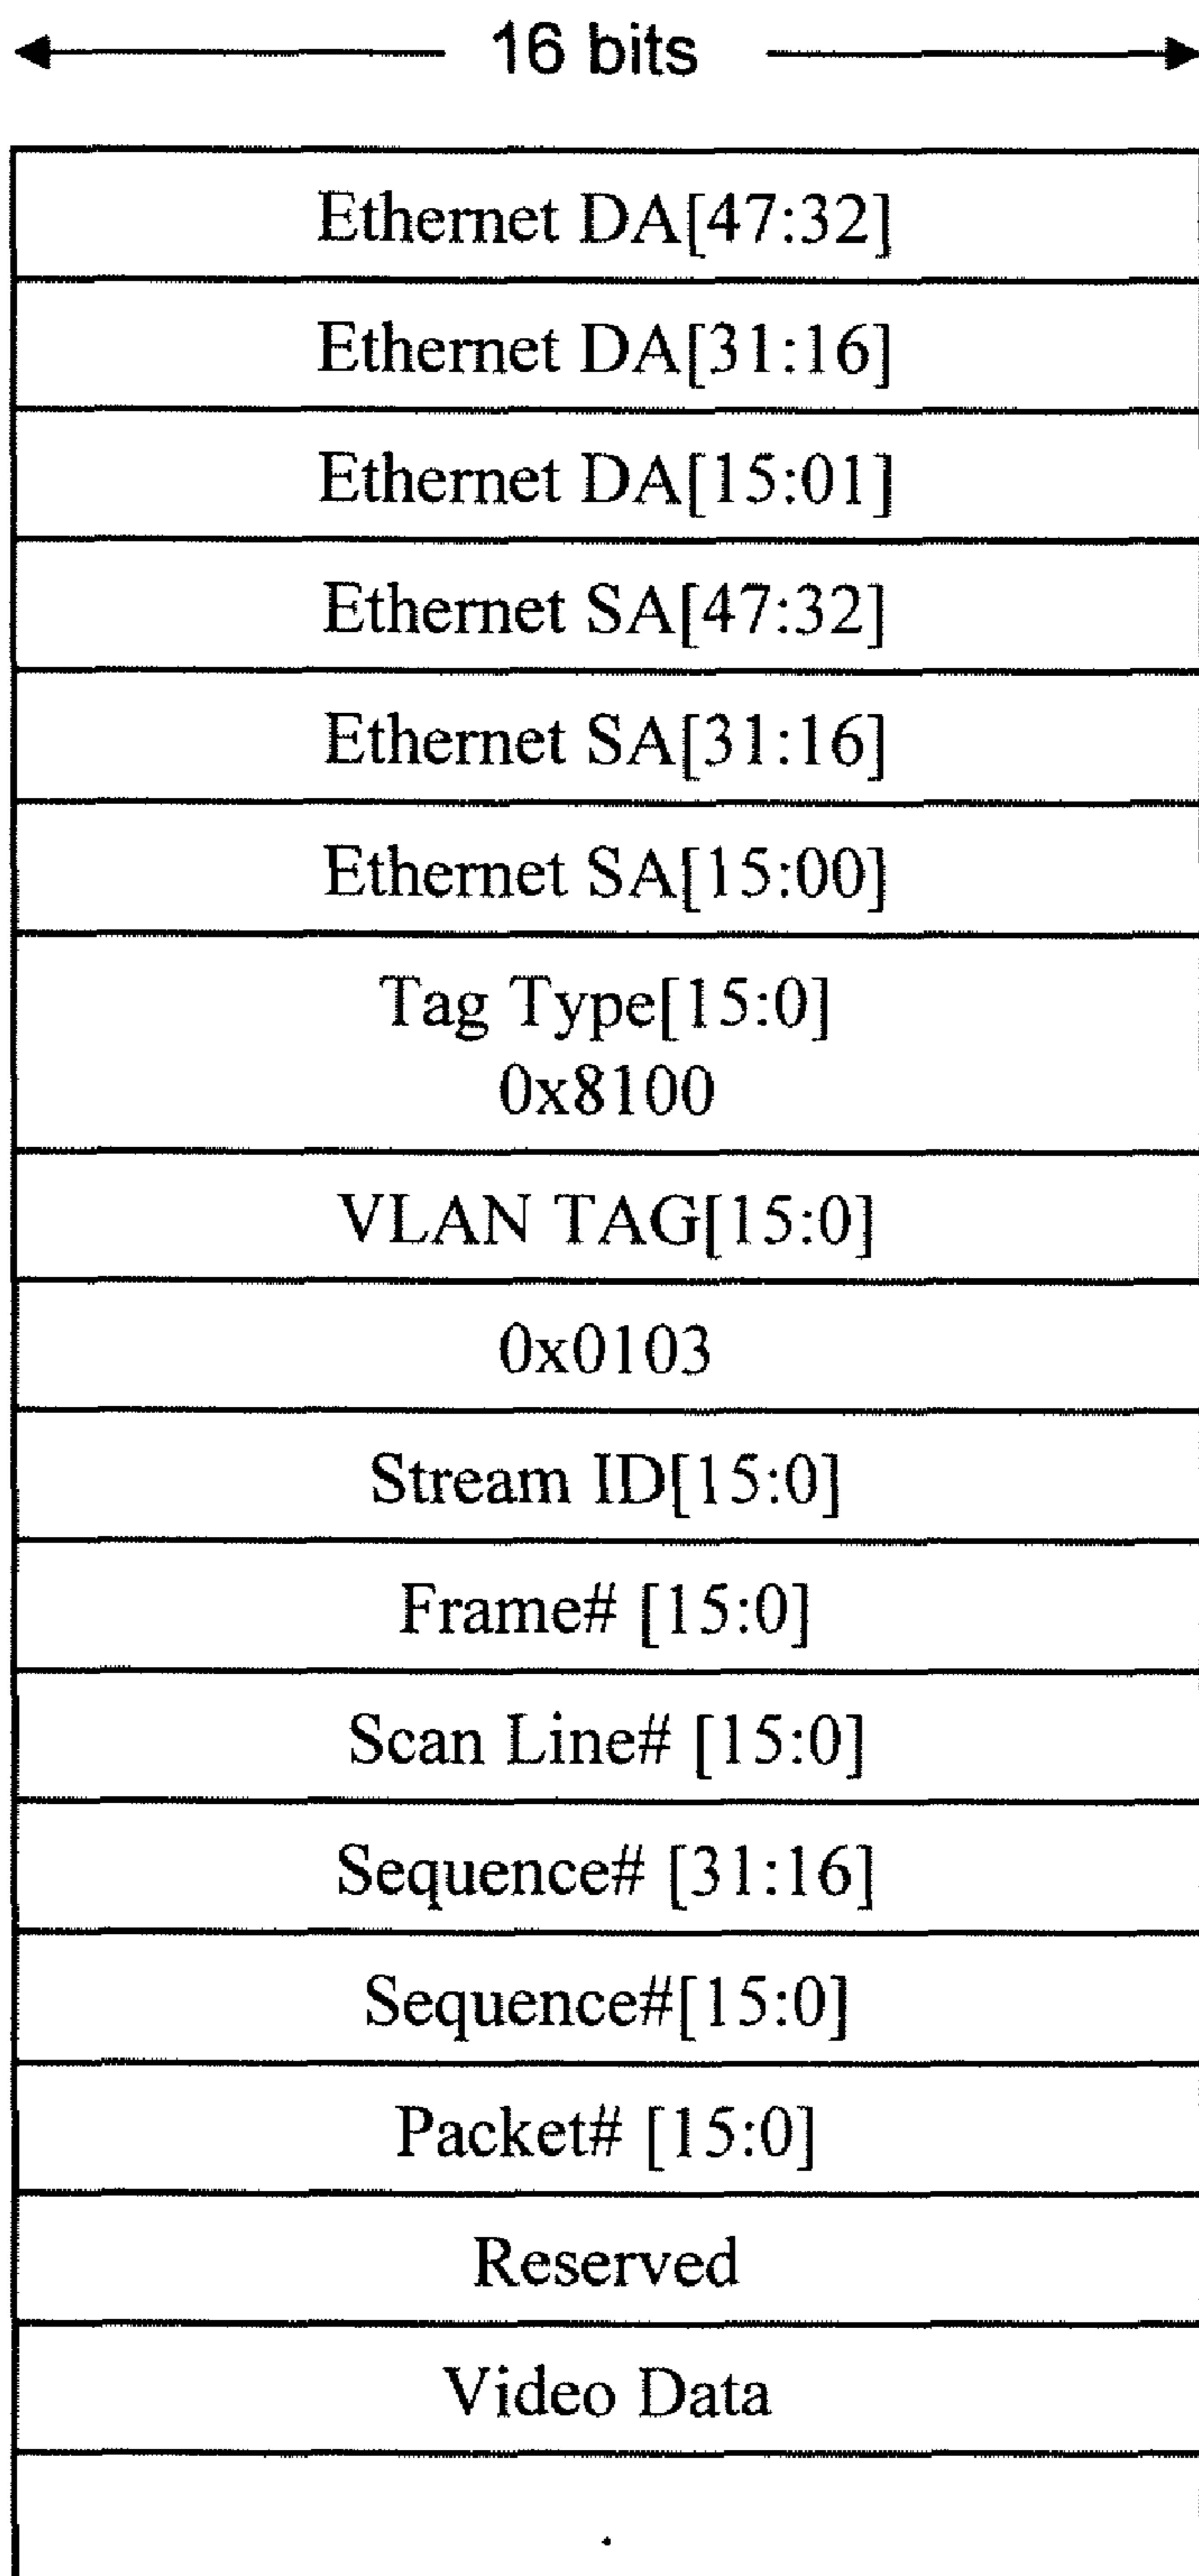 16 bits
Ethernet DA[47:32]
Ethernet DA[31:16]
Ethernet DA[15:01]
Ethernet SA[47:32]
Ethernet SA[31:16]
Ethernet SA[15:00]
Tag Type[15:0]
0x8100
VLAN TAG[15:0]
0x0103
Stream ID[15:0]
Frame# [15:0]
Scan Line# [15:0]
Sequence# [31:16]
Sequence#[15:0]
Packet# [15:0]
Reserved
Video Data
.